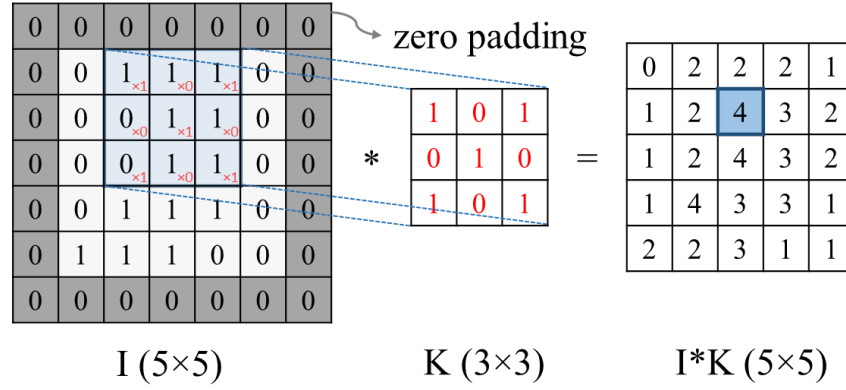 0 0 0 0 0 0 0
zero padding
0 0 1×1 1×0 1×1 0 0
0 0 0×0 1×1 1×0 0 0
0 0 0×1 1×0 1×1 0 0
0 0 1 1 1 0 0
0 1 1 1 0 0 0
0 0 0 0 0 0 0
I (5×5)
*
1 0 1
0 1 0
1 0 1
K (3×3)
=
0 2 2 2 1
1 2 4 3 2
1 2 4 3 2
1 4 3 3 1
2 2 3 1 1
I*K (5×5)